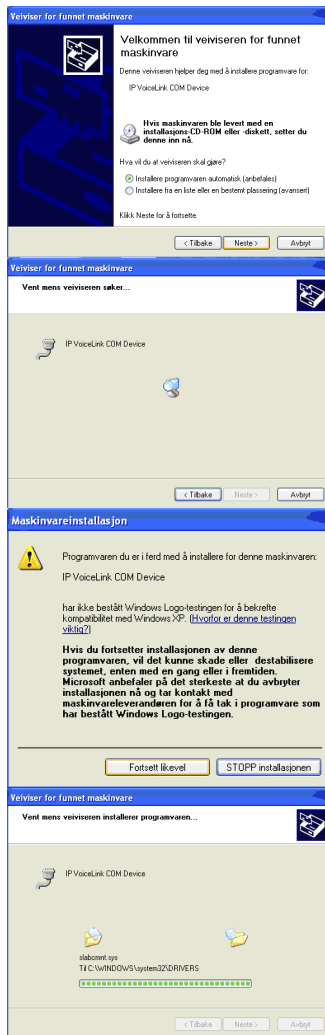 Veiviser for funnet maskinvare
Velkommen til veiviseren for funnet
maskinvare
Denne veiviseren hjelper deg med å installere programvare for:
IP VoiceLink COM Device
Hvis maskinvaren ble levert med en
installasjons-CD-ROM eller -diskett, setter du
denne inn nå.
Hva vil du at veiviseren skal gjøre?
Installere programvaren automatisk (anbefales)
Installere fra en liste eller en bestemt plassering (avansert)
Klikk Neste for å fortsette.
< Tilbake Neste > Avbryt
Veiviser for funnet maskinvare
Vent mens veiviseren søker...
IP VoiceLink COM Device
< Tilbake Neste > Avbryt
Maskinvareinstallasjon
Programvaren du er i ferd med å installere for denne maskinvaren:
IP VoiceLink COM Device
har ikke bestått Windows Logo-testingen for å bekrefte
kompatibilitet med Windows XP. (Hvorfor er denne testingen
viktig?)
Hvis du fortsetter installasjonen av denne
programvaren, vil det kunne skade eller destabilisere
systemet, enten med en gang eller i fremtiden.
Microsoft anbefaler på det sterkeste at du avbryter
installasjonen nå og tar kontakt med
maskinvareleverandøren for å få tak i programvare som
har bestått Windows Logo-testingen.
Fortsett likevel STOPP installasjonen
Veiviser for funnet maskinvare
Vent mens veiviseren installerer programvaren...
IP VoiceLink COM Device
slabcmnt.sys
Til C:\WINDOWS\system32\DRIVERS
< Tilbake Neste > Avbryt